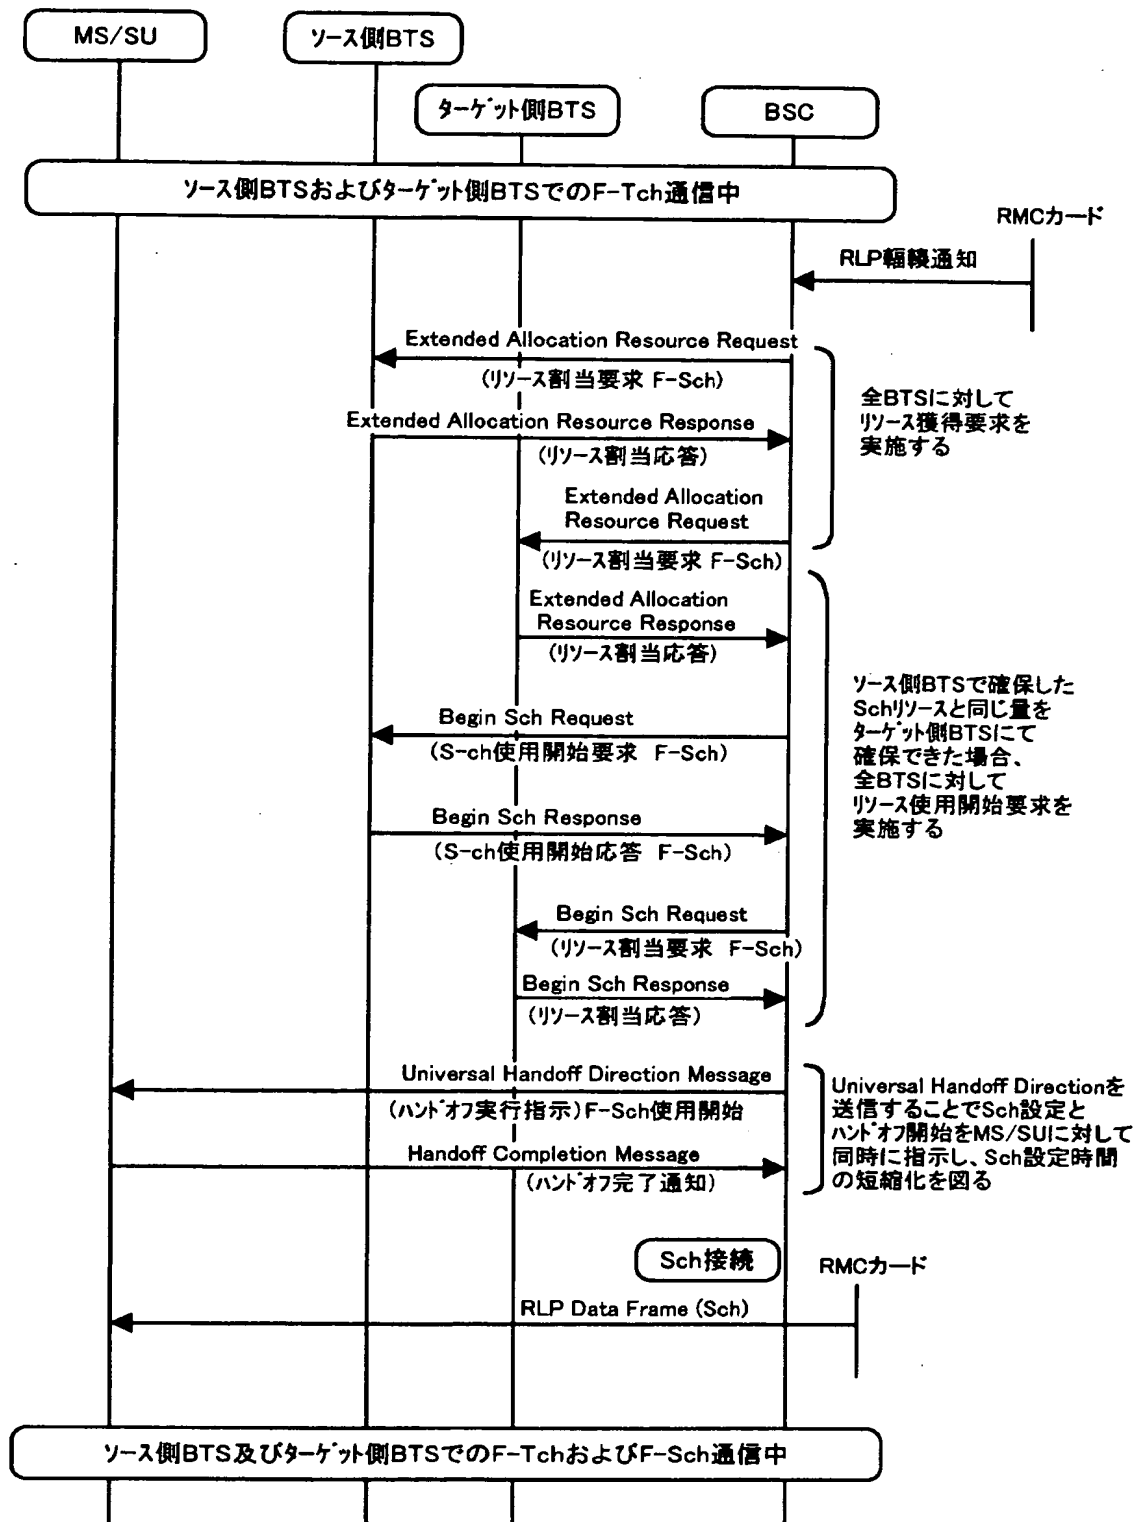 MS/SU
ソース側BTS
ターゲット側BTS
BSC
ソース側BTSおよびターゲット側BTSでのF-Tch通信中
RMCカード
RLP輻輳通知
Extended Allocation Resource Request
(リソース割当要求 F-Sch)
Extended Allocation Resource Response
(リソース割当応答)
Extended Allocation
Resource Request
(リソース割当要求 F-Sch)
全BTSに対して
リソース獲得要求を
実施する
Extended Allocation
Resource Response
(リソース割当応答)
Begin Sch Request
(S-ch使用開始要求 F-Sch)
Begin Sch Response
(S-ch使用開始応答 F-Sch)
Begin Sch Request
(リソース割当要求 F-Sch)
Begin Sch Response
(リソース割当応答)
ソース側BTSで確保した
Schリソースと同じ量を
ターゲット側BTSにて
確保できた場合、
全BTSに対して
リソース使用開始要求を
実施する
Universal Handoff Direction Message
(ハンドオフ実行指示)F-Sch使用開始
Handoff Completion Message
(ハンドオフ完了通知)
Universal Handoff Directionを
送信することでSch設定と
ハンドオフ開始をMS/SUに対して
同時に指示し、Sch設定時間
の短縮化を図る
Sch接続
RMCカード
RLP Data Frame (Sch)
ソース側BTS及びターゲット側BTSでのF-TchおよびF-Sch通信中